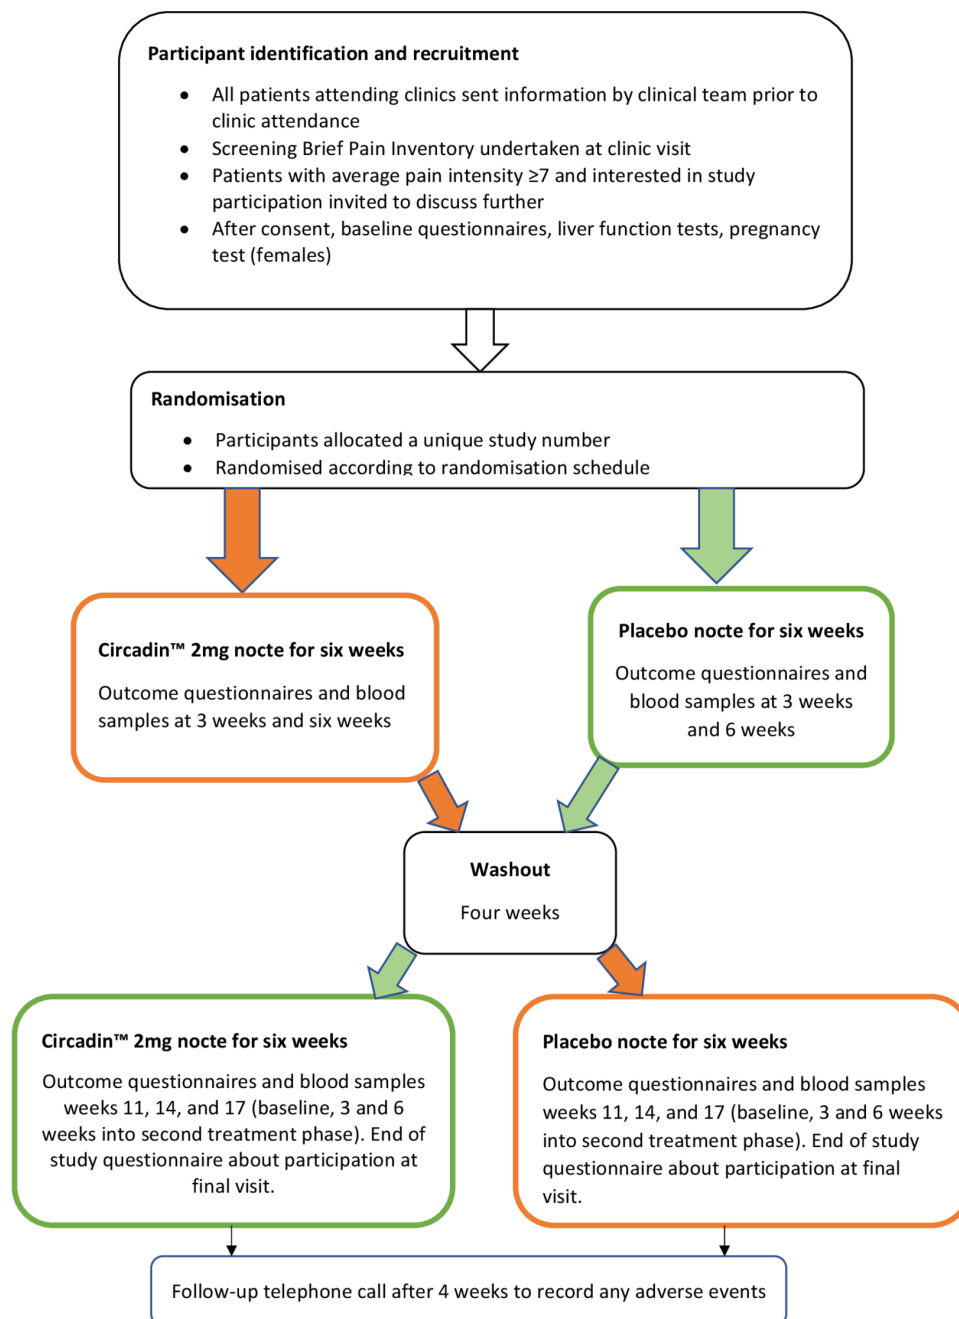 Participant identification and recruitment
• All patients attending clinics sent information by clinical team prior to
clinic attendance
• Screening Brief Pain Inventory undertaken at clinic visit
• Patients with average pain intensity ≥7 and interested in study
participation invited to discuss further
• After consent, baseline questionnaires, liver function tests, pregnancy
test (females)
Randomisation
• Participants allocated a unique study number
• Randomised according to randomisation schedule
Circadin™ 2mg nocte for six weeks
Outcome questionnaires and blood
samples at 3 weeks and six weeks
Placebo nocte for six weeks
Outcome questionnaires and
blood samples at 3 weeks
and 6 weeks
Washout
Four weeks
Circadin™ 2mg nocte for six weeks
Outcome questionnaires and blood samples
weeks 11, 14, and 17 (baseline, 3 and 6
weeks into second treatment phase). End of
study questionnaire about participation at
final visit.
Placebo nocte for six weeks
Outcome questionnaires and blood samples
weeks 11, 14, and 17 (baseline, 3 and 6 weeks
into second treatment phase). End of study
questionnaire about participation at final
visit.
Follow-up telephone call after 4 weeks to record any adverse events